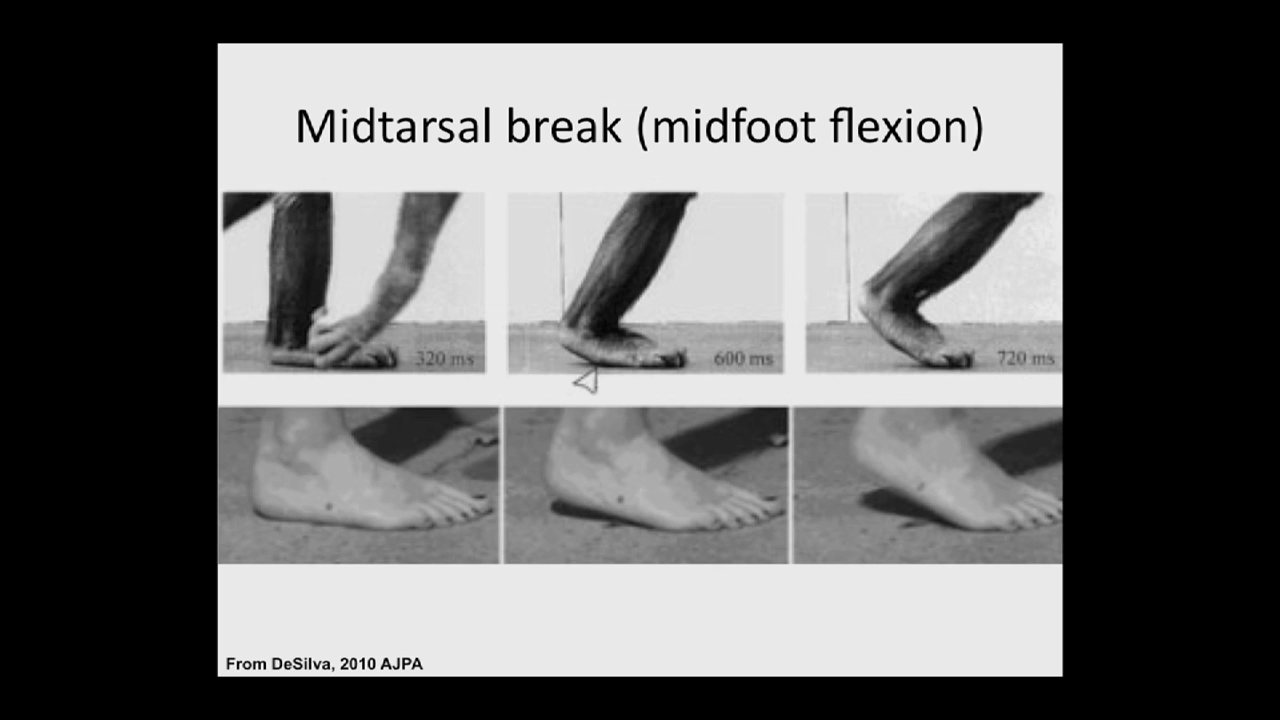 Midtarsal break (midfoot flexion)
320 ms
600 ms
720 ms
From DeSilva, 2010 AJPA